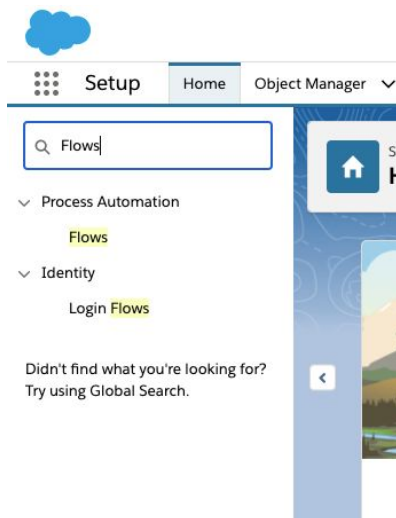 Setup
Home
Object Manager
Flows
Process Automation
Flows
Identity
Login Flows
Didn't find what you're looking for?
Try using Global Search.